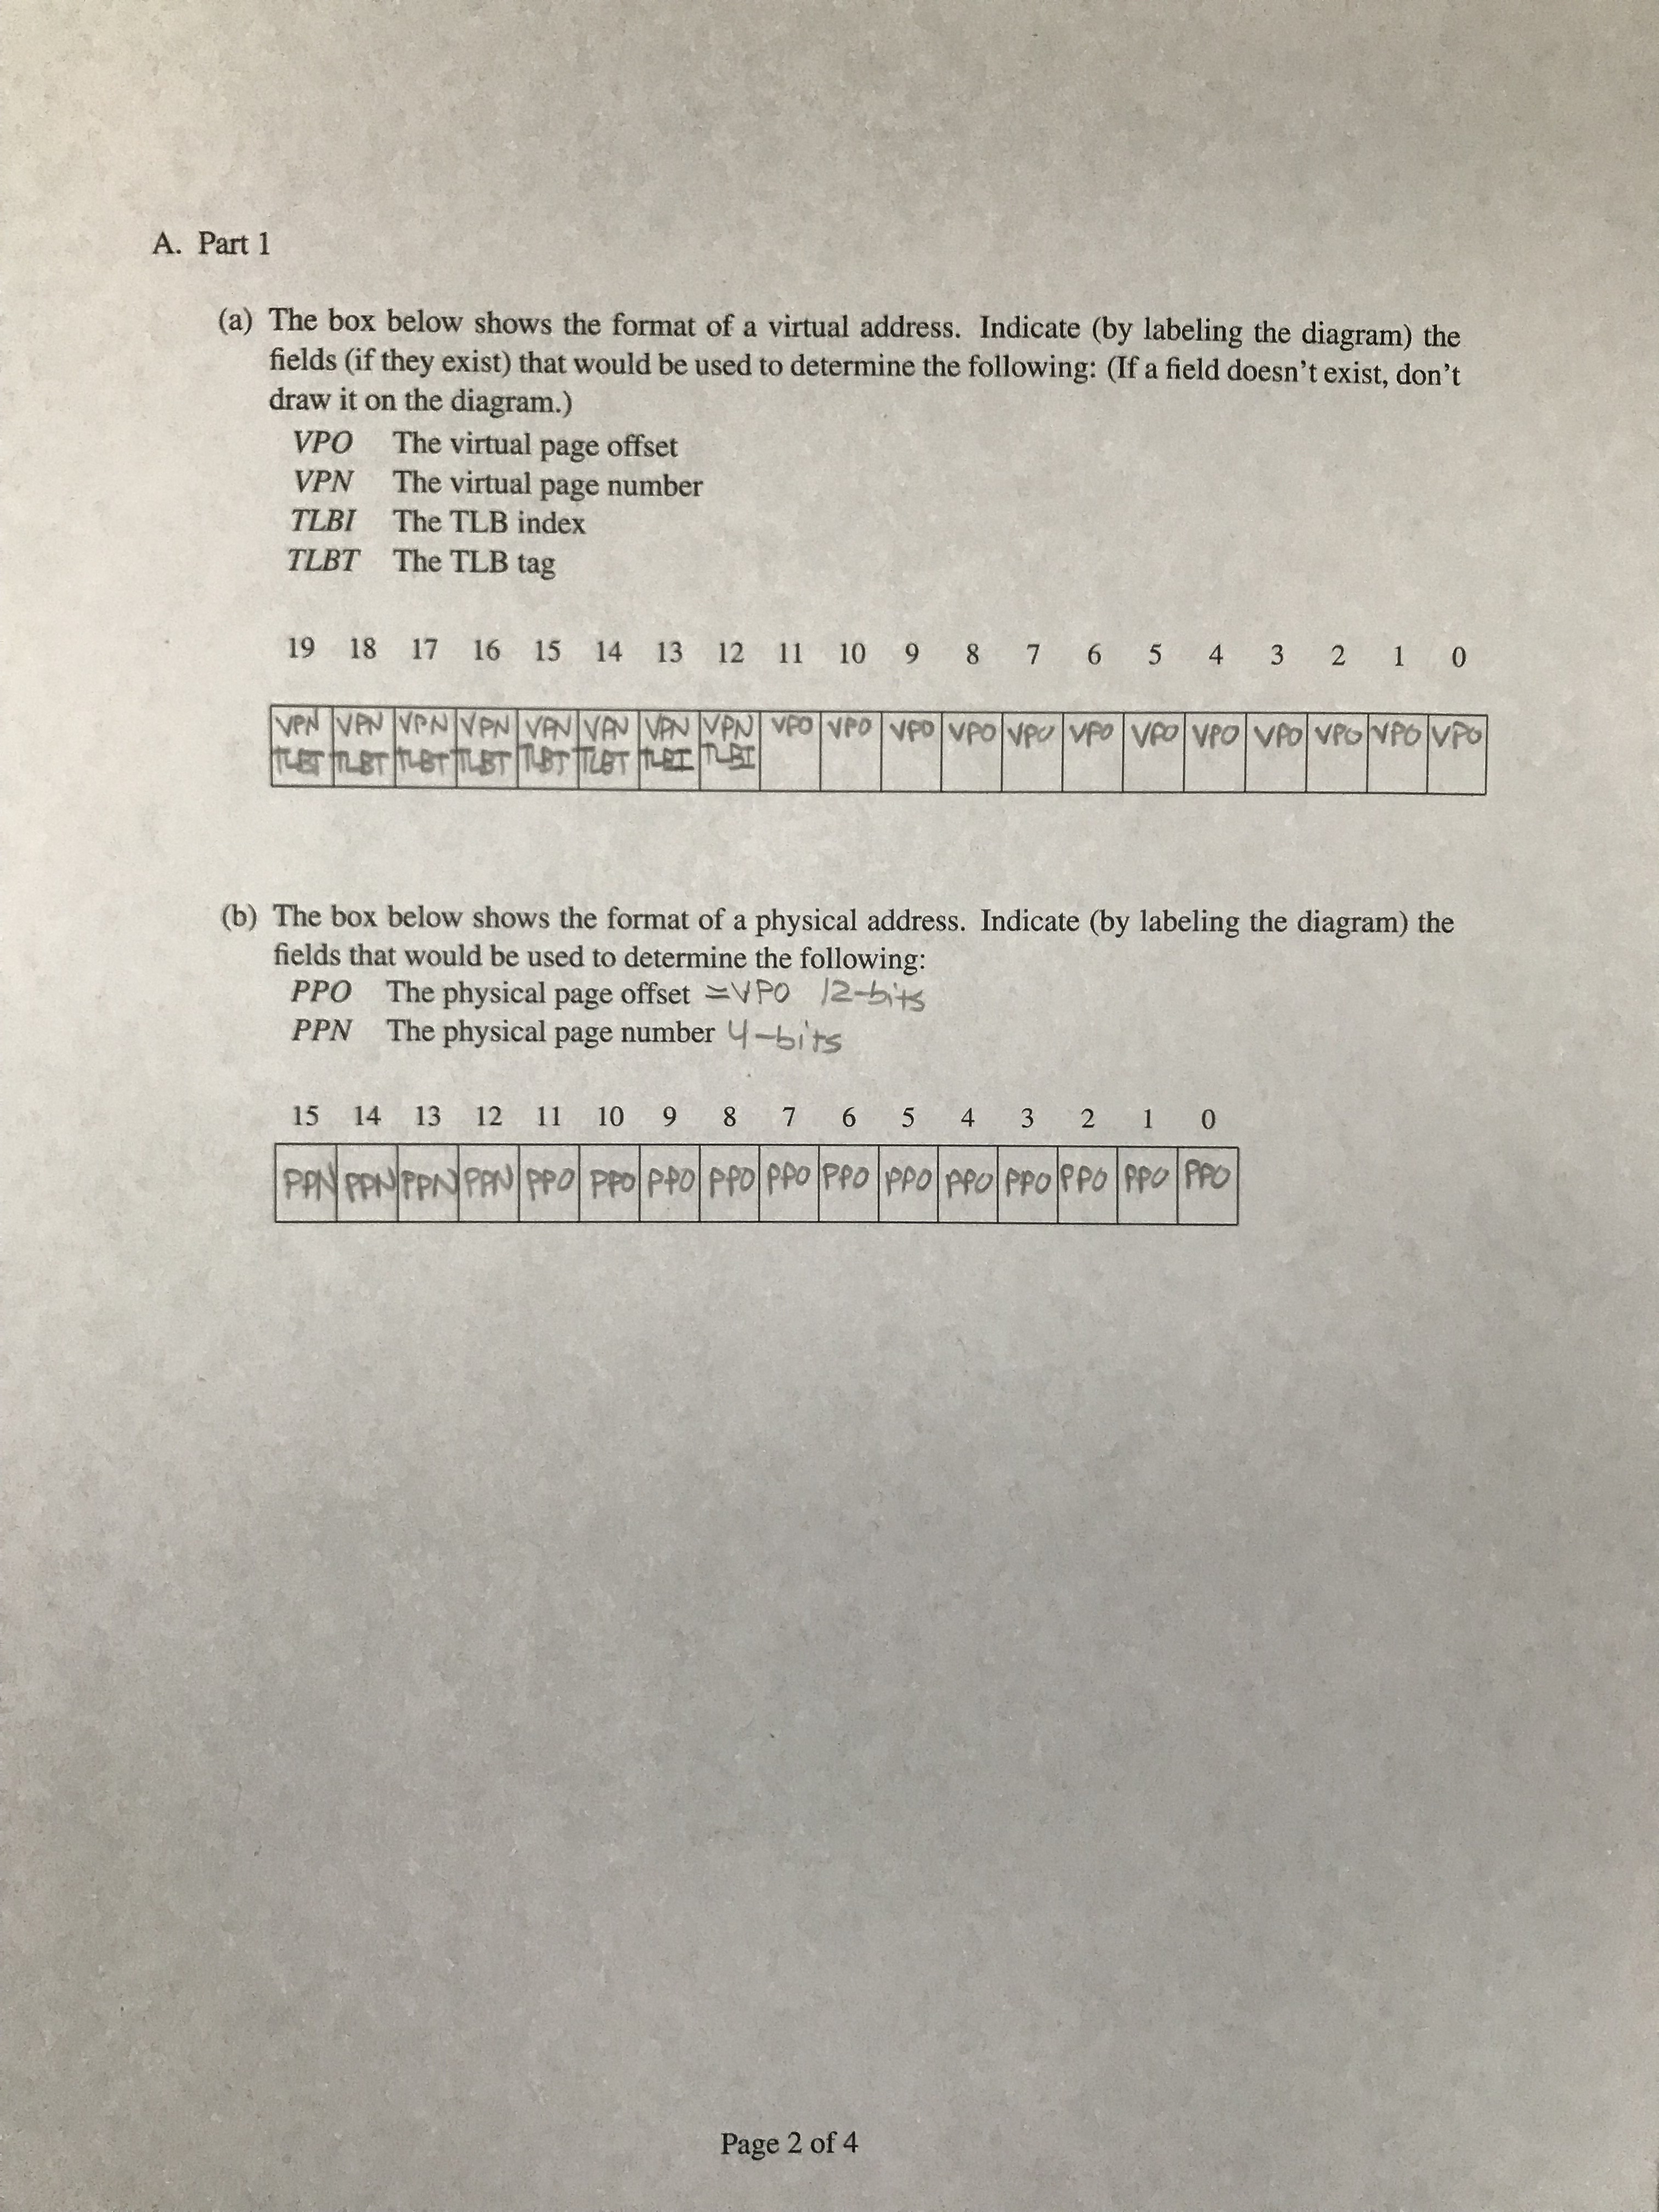 A. Part 1
(a) The box below shows the format of a virtual address. Indicate (by labeling the diagram) the
fields (if they exist) that would be used to determine the following: (If a field doesn't exist, don't
draw it on the diagram.)
VPO The virtual page offset
VPN The virtual page number
TLBI The TLB index
TLBT The TLB tag
19 18 17 16 15 14 13 12 11 10 9 8 7 6 5 4 3 2 1 0
VPN VPN VPN VPN VPN VPN VPN VPN VPO VPO VPO VPO VPO VPO VPO VPO VPO VPO VPO VPO
TLBT TLBT TLBT TLBT TLBT TLBT TLBI TLBI
(b) The box below shows the format of a physical address. Indicate (by labeling the diagram) the
fields that would be used to determine the following:
PPO The physical page offset =VPO 12-bits
PPN The physical page number 4-bits
15 14 13 12 11 10 9 8 7 6 5 4 3 2 1 0
PPN PPN PPN PPN PPO PPO PPO PPO PPO PPO PPO PPO PPO PPO PPO PPO
Page 2 of 4